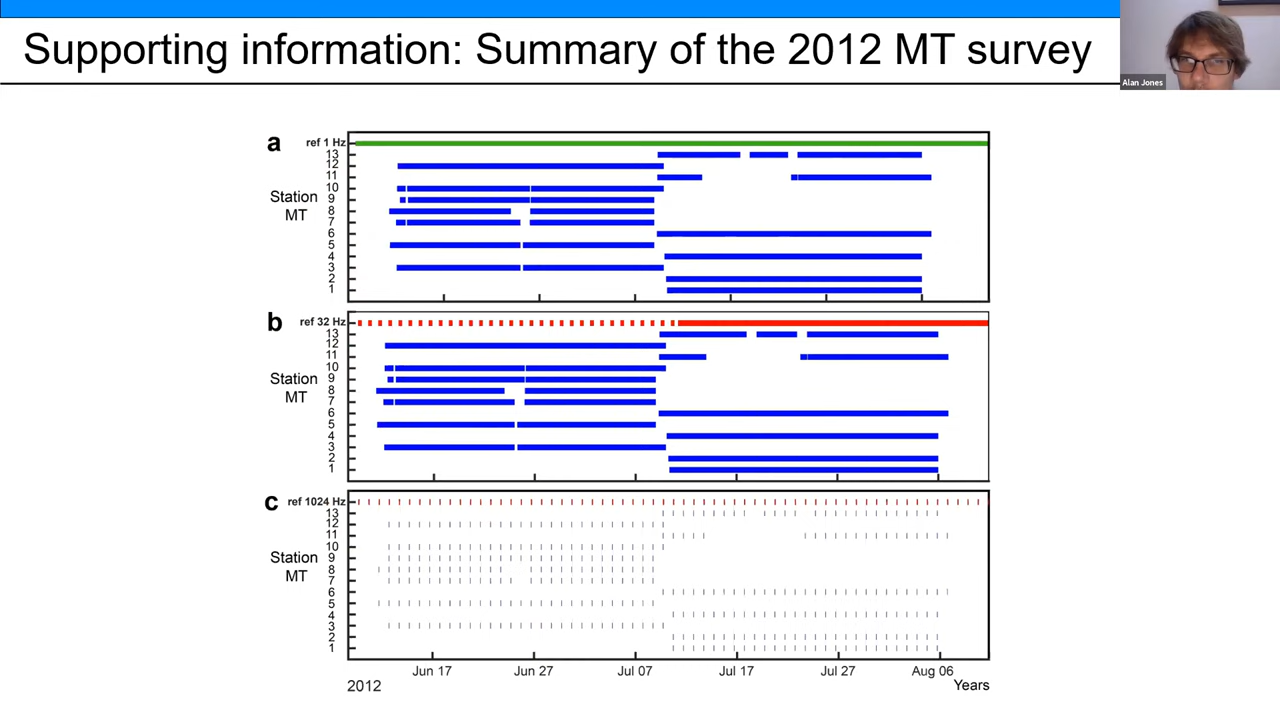 Supporting information: Summary of the 2012 MT survey
Alan Jones
a
ref 1 Hz
13
12
11
10
9
8
7
6
5
4
3
2
1
Station
MT
b
ref 32 Hz
13
12
11
10
9
8
7
6
5
4
3
2
1
Station
MT
c
ref 1024 Hz
13
12
11
10
9
8
7
6
5
4
3
2
1
Station
MT
Jun 17 Jun 27 Jul 07 Jul 17 Jul 27 Aug 06
2012 Years